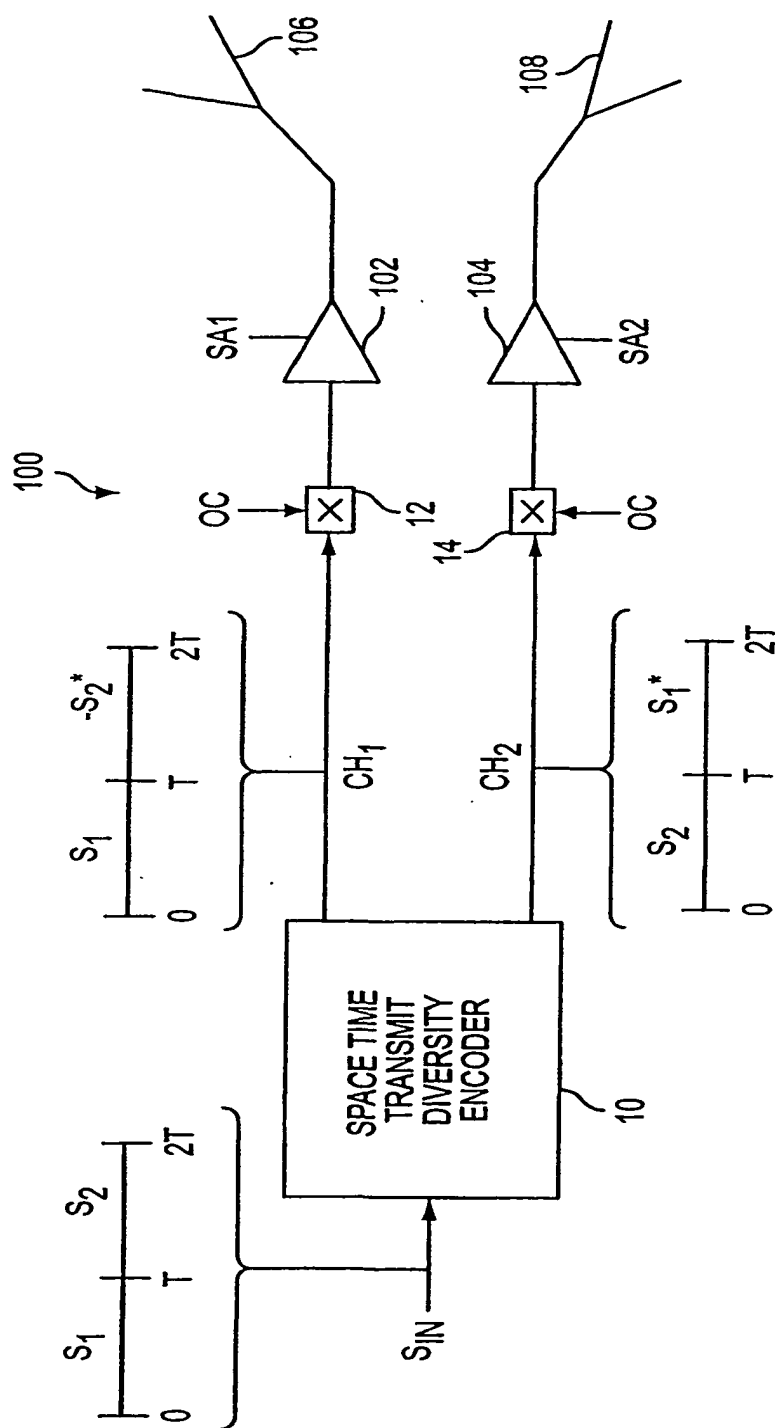 100
S₁ S₂
0 T 2T
S_IN
SPACE TIME
TRANSMIT
DIVERSITY
ENCODER
10
S₁ -S₂*
0 T 2T
CH₁
OC
12
SA1
102
106
CH₂
S₂ S₁*
0 T 2T
14
OC
104
SA2
108